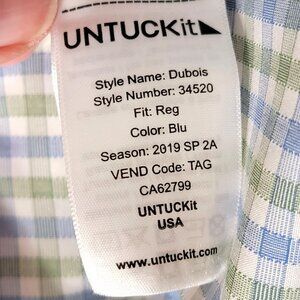 UNTUCKit
Style Name: Dubois
Style Number: 34520
Fit: Reg
Color: Blu
Season: 2019 SP 2A
VEND Code: TAG
CA62799
UNTUCKit
USA
www.untuckit.com